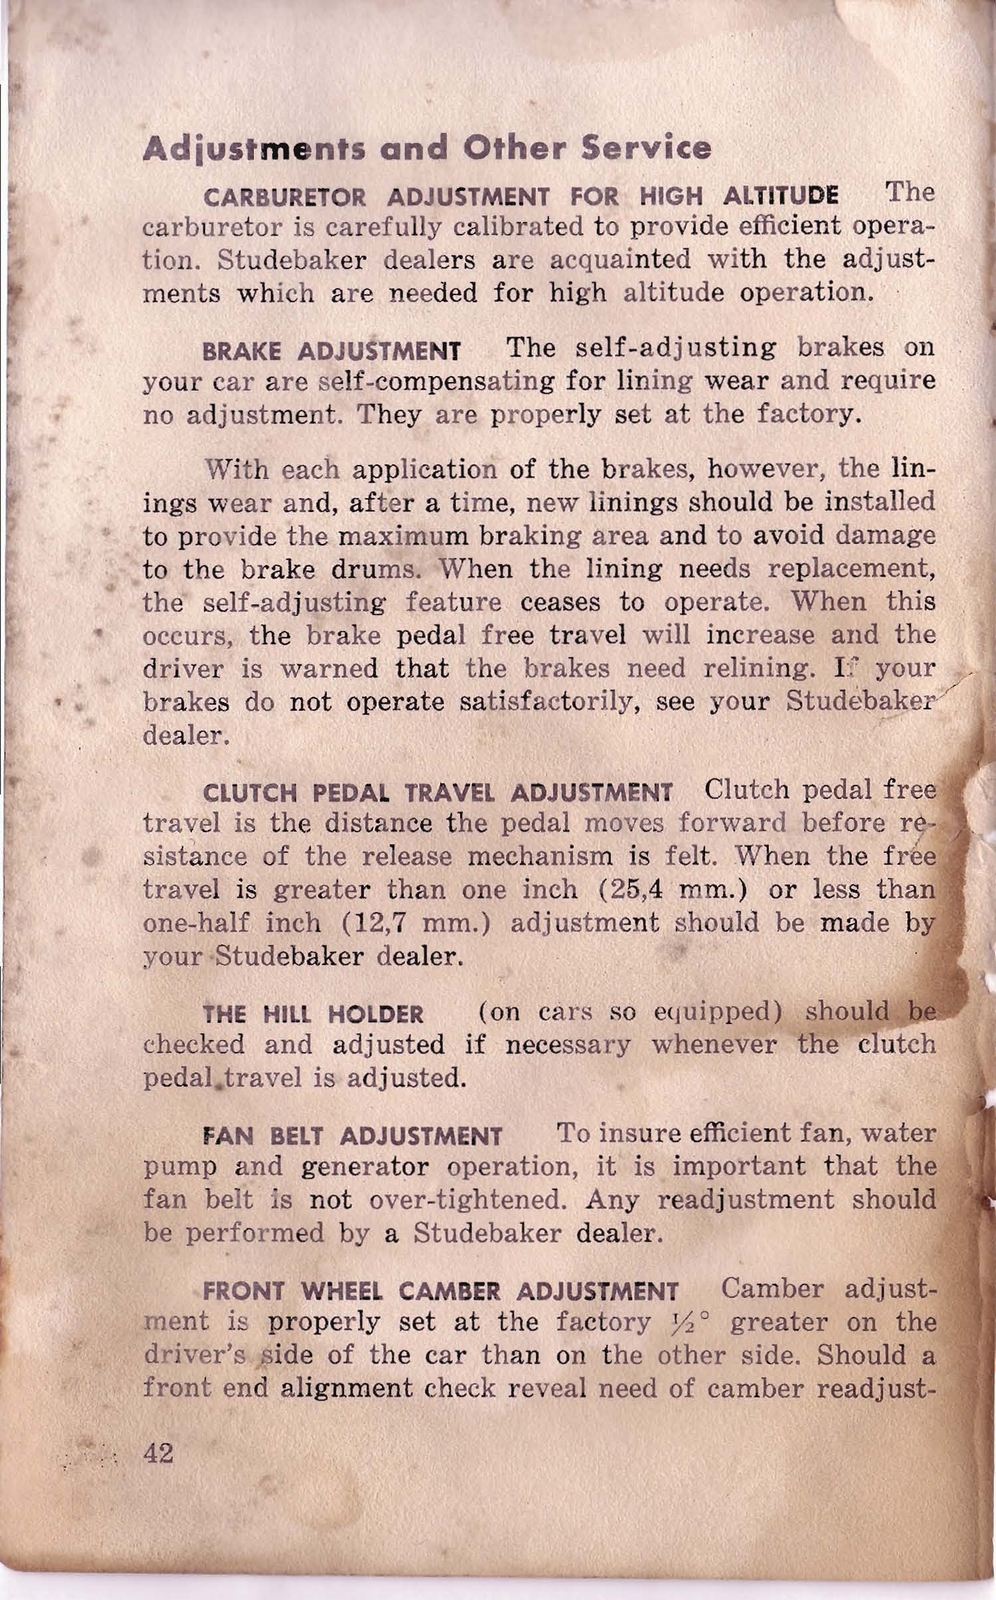 Adjustments and Other Service
CARBURETOR ADJUSTMENT FOR HIGH ALTITUDE The
carburetor is carefully calibrated to provide efficient opera-
tion. Studebaker dealers are acquainted with the adjust-
ments which are needed for high altitude operation.
BRAKE ADJUSTMENT The self-adjusting brakes on
your car are self-compensating for lining wear and require
no adjustment. They are properly set at the factory.
With each application of the brakes, however, the lin-
ings wear and, after a time, new linings should be installed
to provide the maximum braking area and to avoid damage
to the brake drums. When the lining needs replacement,
the self-adjusting feature ceases to operate. When this
occurs, the brake pedal free travel will increase and the
driver is warned that the brakes need relining. If your
brakes do not operate satisfactorily, see your Studebaker
dealer.
CLUTCH PEDAL TRAVEL ADJUSTMENT Clutch pedal free
travel is the distance the pedal moves forward before re-
sistance of the release mechanism is felt. When the free
travel is greater than one inch (25,4 mm.) or less than
one-half inch (12,7 mm.) adjustment should be made by
your Studebaker dealer.
THE HILL HOLDER (on cars so equipped) should be
checked and adjusted if necessary whenever the clutch
pedal travel is adjusted.
FAN BELT ADJUSTMENT To insure efficient fan, water
pump and generator operation, it is important that the
fan belt is not over-tightened. Any readjustment should
be performed by a Studebaker dealer.
FRONT WHEEL CAMBER ADJUSTMENT Camber adjust-
ment is properly set at the factory ½° greater on the
driver's side of the car than on the other side. Should a
front end alignment check reveal need of camber readjust-
42